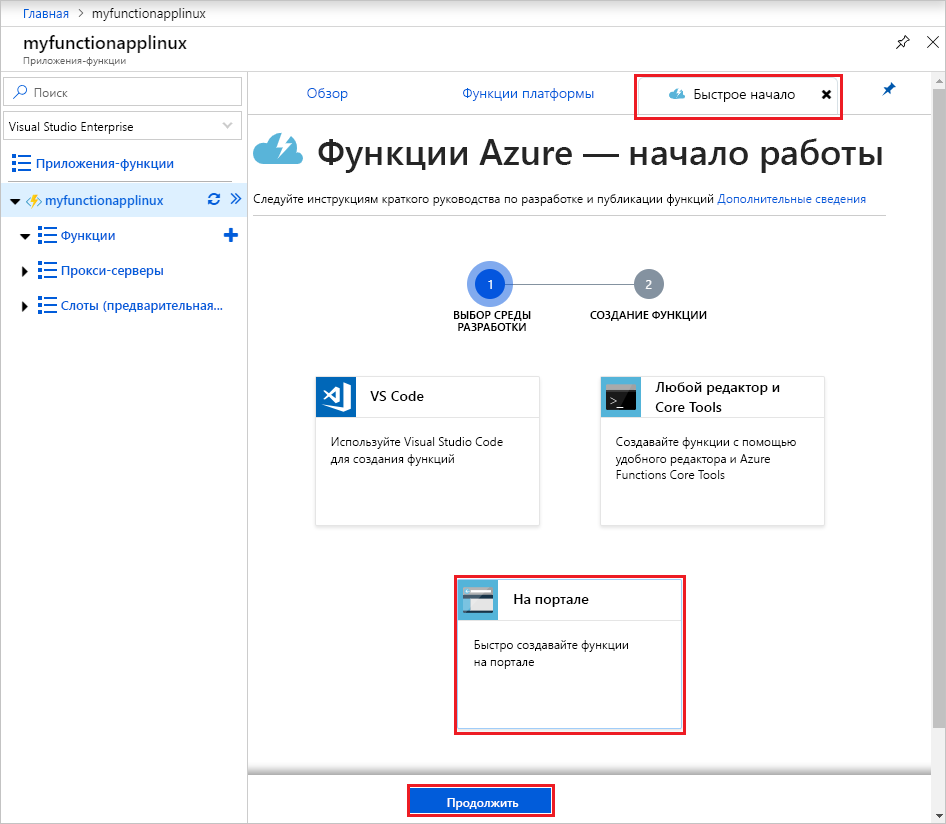 Главная > myfunctionapplinux
myfunctionapplinux
Приложения-функции
Поиск
Visual Studio Enterprise
Приложения-функции
myfunctionapplinux
Функции
Прокси-серверы
Слоты (предварительная...
Обзор
Функции платформы
Быстрое начало
Функции Azure — начало работы
Следуйте инструкциям краткого руководства по разработке и публикации функций Дополнительные сведения
1
2
ВЫБОР СРЕДЫ
РАЗРАБОТКИ
СОЗДАНИЕ ФУНКЦИИ
VS Code
Используйте Visual Studio Code
для создания функций
Любой редактор и
Core Tools
Создавайте функции с помощью
удобного редактора и Azure
Functions Core Tools
На портале
Быстро создавайте функции
на портале
Продолжить